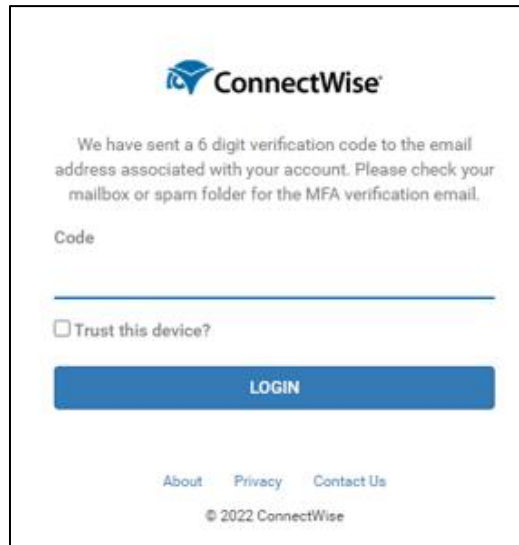 ConnectWise
We have sent a 6 digit verification code to the email
address associated with your account. Please check your
mailbox or spam folder for the MFA verification email.
Code
Trust this device?
LOGIN
About Privacy Contact Us
© 2022 ConnectWise